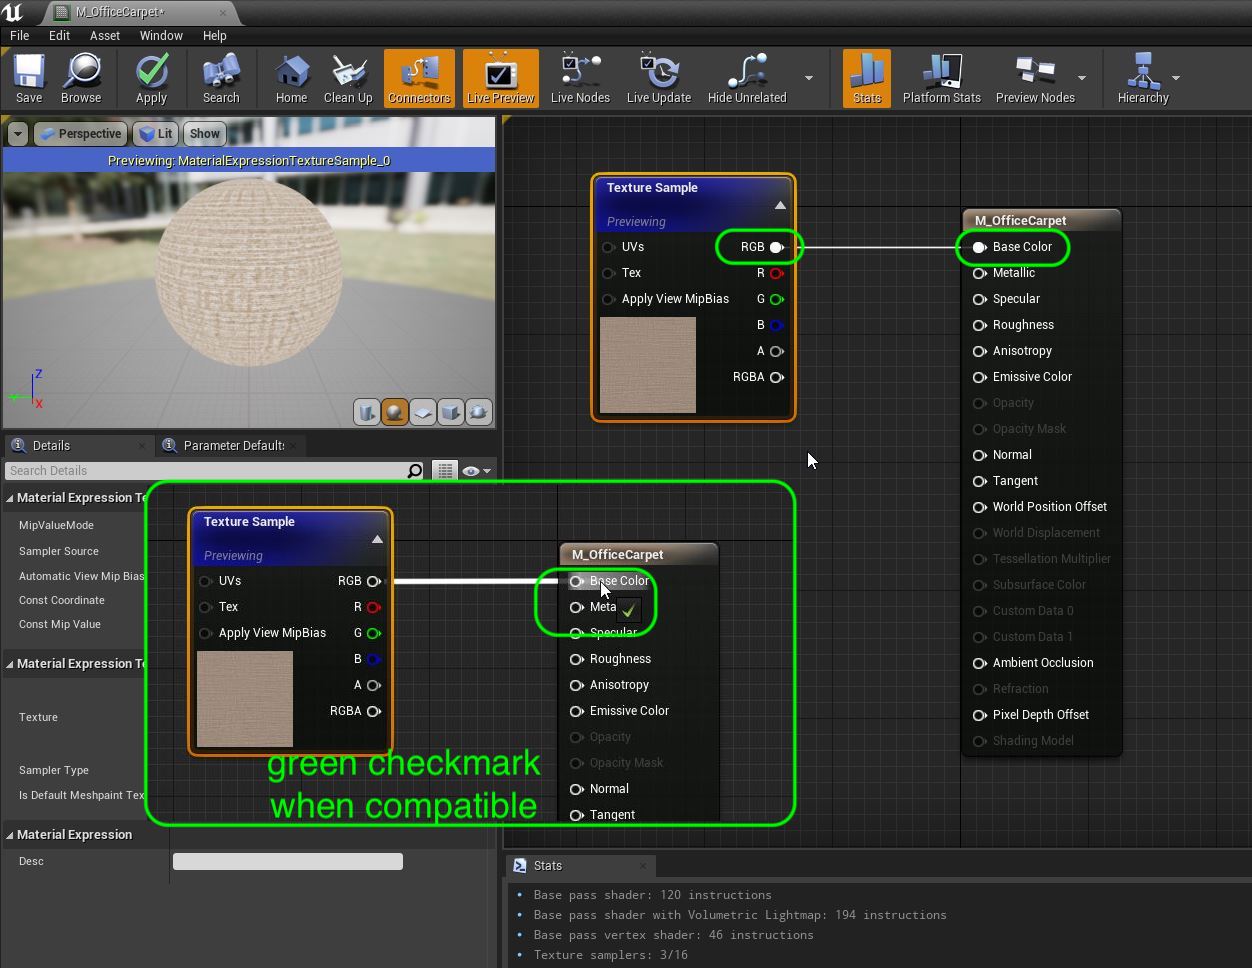 M_OfficeCarpet*
File Edit Asset Window Help
Save Browse Apply Search Home Clean Up Connectors Live Preview Live Nodes Live Update Hide Unrelated Stats Platform Stats Preview Nodes Hierarchy
Perspective Lit Show
Previewing: MaterialExpressionTextureSample_0
Z
Y
X
Texture Sample
Previewing
UVs RGB
Tex R
Apply View MipBias G
B
A
RGBA
M_OfficeCarpet
Base Color
Metallic
Specular
Roughness
Anisotropy
Emissive Color
Opacity
Opacity Mask
Normal
Tangent
World Position Offset
World Displacement
Tessellation Multiplier
Subsurface Color
Custom Data 0
Custom Data 1
Ambient Occlusion
Refraction
Pixel Depth Offset
Shading Model
Details Parameter Default
Search Details
Material Expression Te
MipValueMode
Sampler Source
Automatic View Mip Bias
Const Coordinate
Const Mip Value
Material Expression Te
Texture
Sampler Type
Is Default Meshpaint Tex
Material Expression
Desc
Texture Sample
Previewing
UVs RGB
Tex R
Apply View MipBias G
B
A
RGBA
M_OfficeCarpet
Base Color
Meta
Specular
Roughness
Anisotropy
Emissive Color
Opacity
Opacity Mask
Normal
Tangent
green checkmark
when compatible
Stats
Base pass shader: 120 instructions
Base pass shader with Volumetric Lightmap: 194 instructions
Base pass vertex shader: 46 instructions
Texture samplers: 3/16